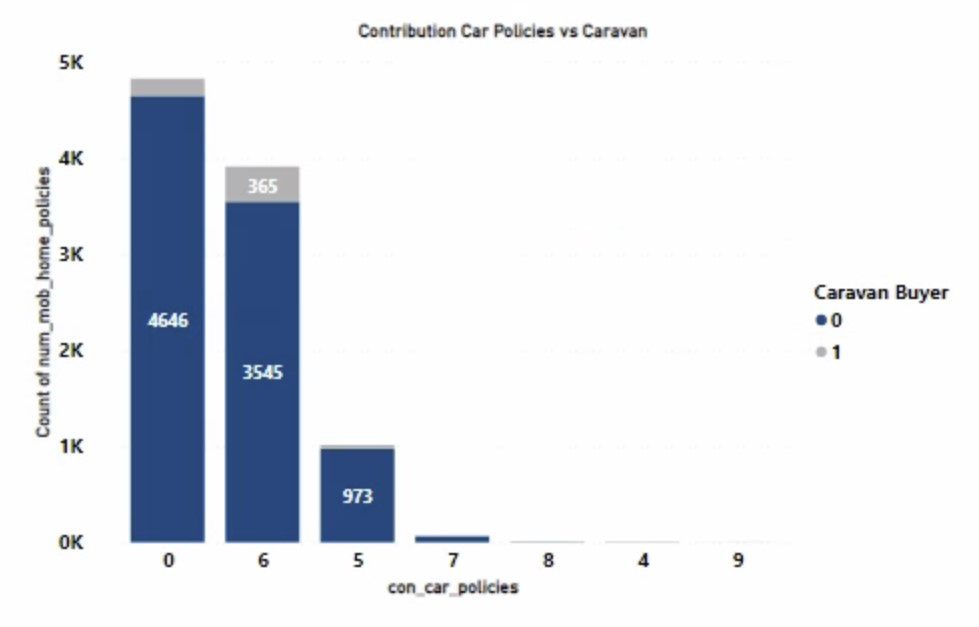 Contribution Car Policies vs Caravan
Count of num_mob_home_policies
5K
4K
3K
2K
1K
0K
4646
365
3545
973
0 6 5 7 8 4 9
con_car_policies
Caravan Buyer
0
1